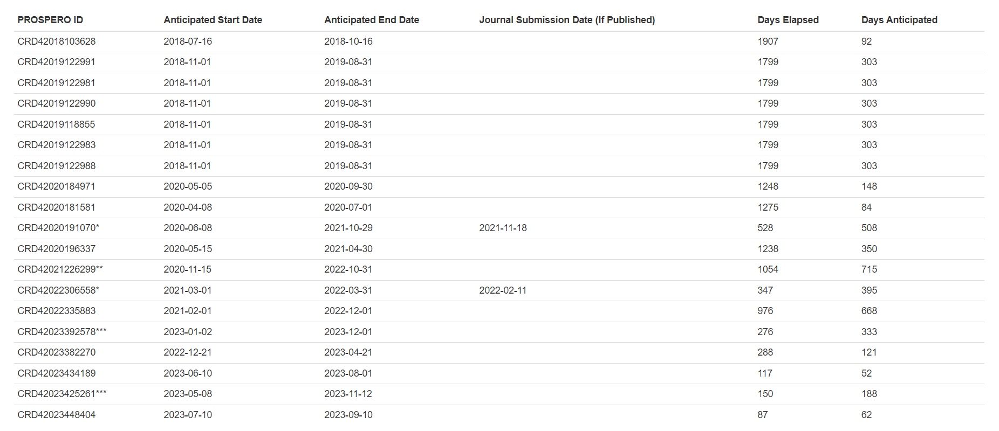 PROSPERO ID Anticipated Start Date Anticipated End Date Journal Submission Date (If Published) Days Elapsed Days Anticipated
CRD42018103628 2018-07-16 2018-10-16 1907 92
CRD42019122991 2018-11-01 2019-08-31 1799 303
CRD42019122981 2018-11-01 2019-08-31 1799 303
CRD42019122990 2018-11-01 2019-08-31 1799 303
CRD42019118855 2018-11-01 2019-08-31 1799 303
CRD42019122983 2018-11-01 2019-08-31 1799 303
CRD42019122988 2018-11-01 2019-08-31 1799 303
CRD42020184971 2020-05-05 2020-09-30 1248 148
CRD42020181581 2020-04-08 2020-07-01 1275 84
CRD42020191070* 2020-06-08 2021-10-29 2021-11-18 528 508
CRD42020196337 2020-05-15 2021-04-30 1238 350
CRD42021226299** 2020-11-15 2022-10-31 1054 715
CRD42022306558* 2021-03-01 2022-03-31 2022-02-11 347 395
CRD42022335883 2021-02-01 2022-12-01 976 668
CRD42023392578*** 2023-01-02 2023-12-01 276 333
CRD42023382270 2022-12-21 2023-04-21 288 121
CRD42023434189 2023-06-10 2023-08-01 117 52
CRD42023425261*** 2023-05-08 2023-11-12 150 188
CRD42023448404 2023-07-10 2023-09-10 87 62